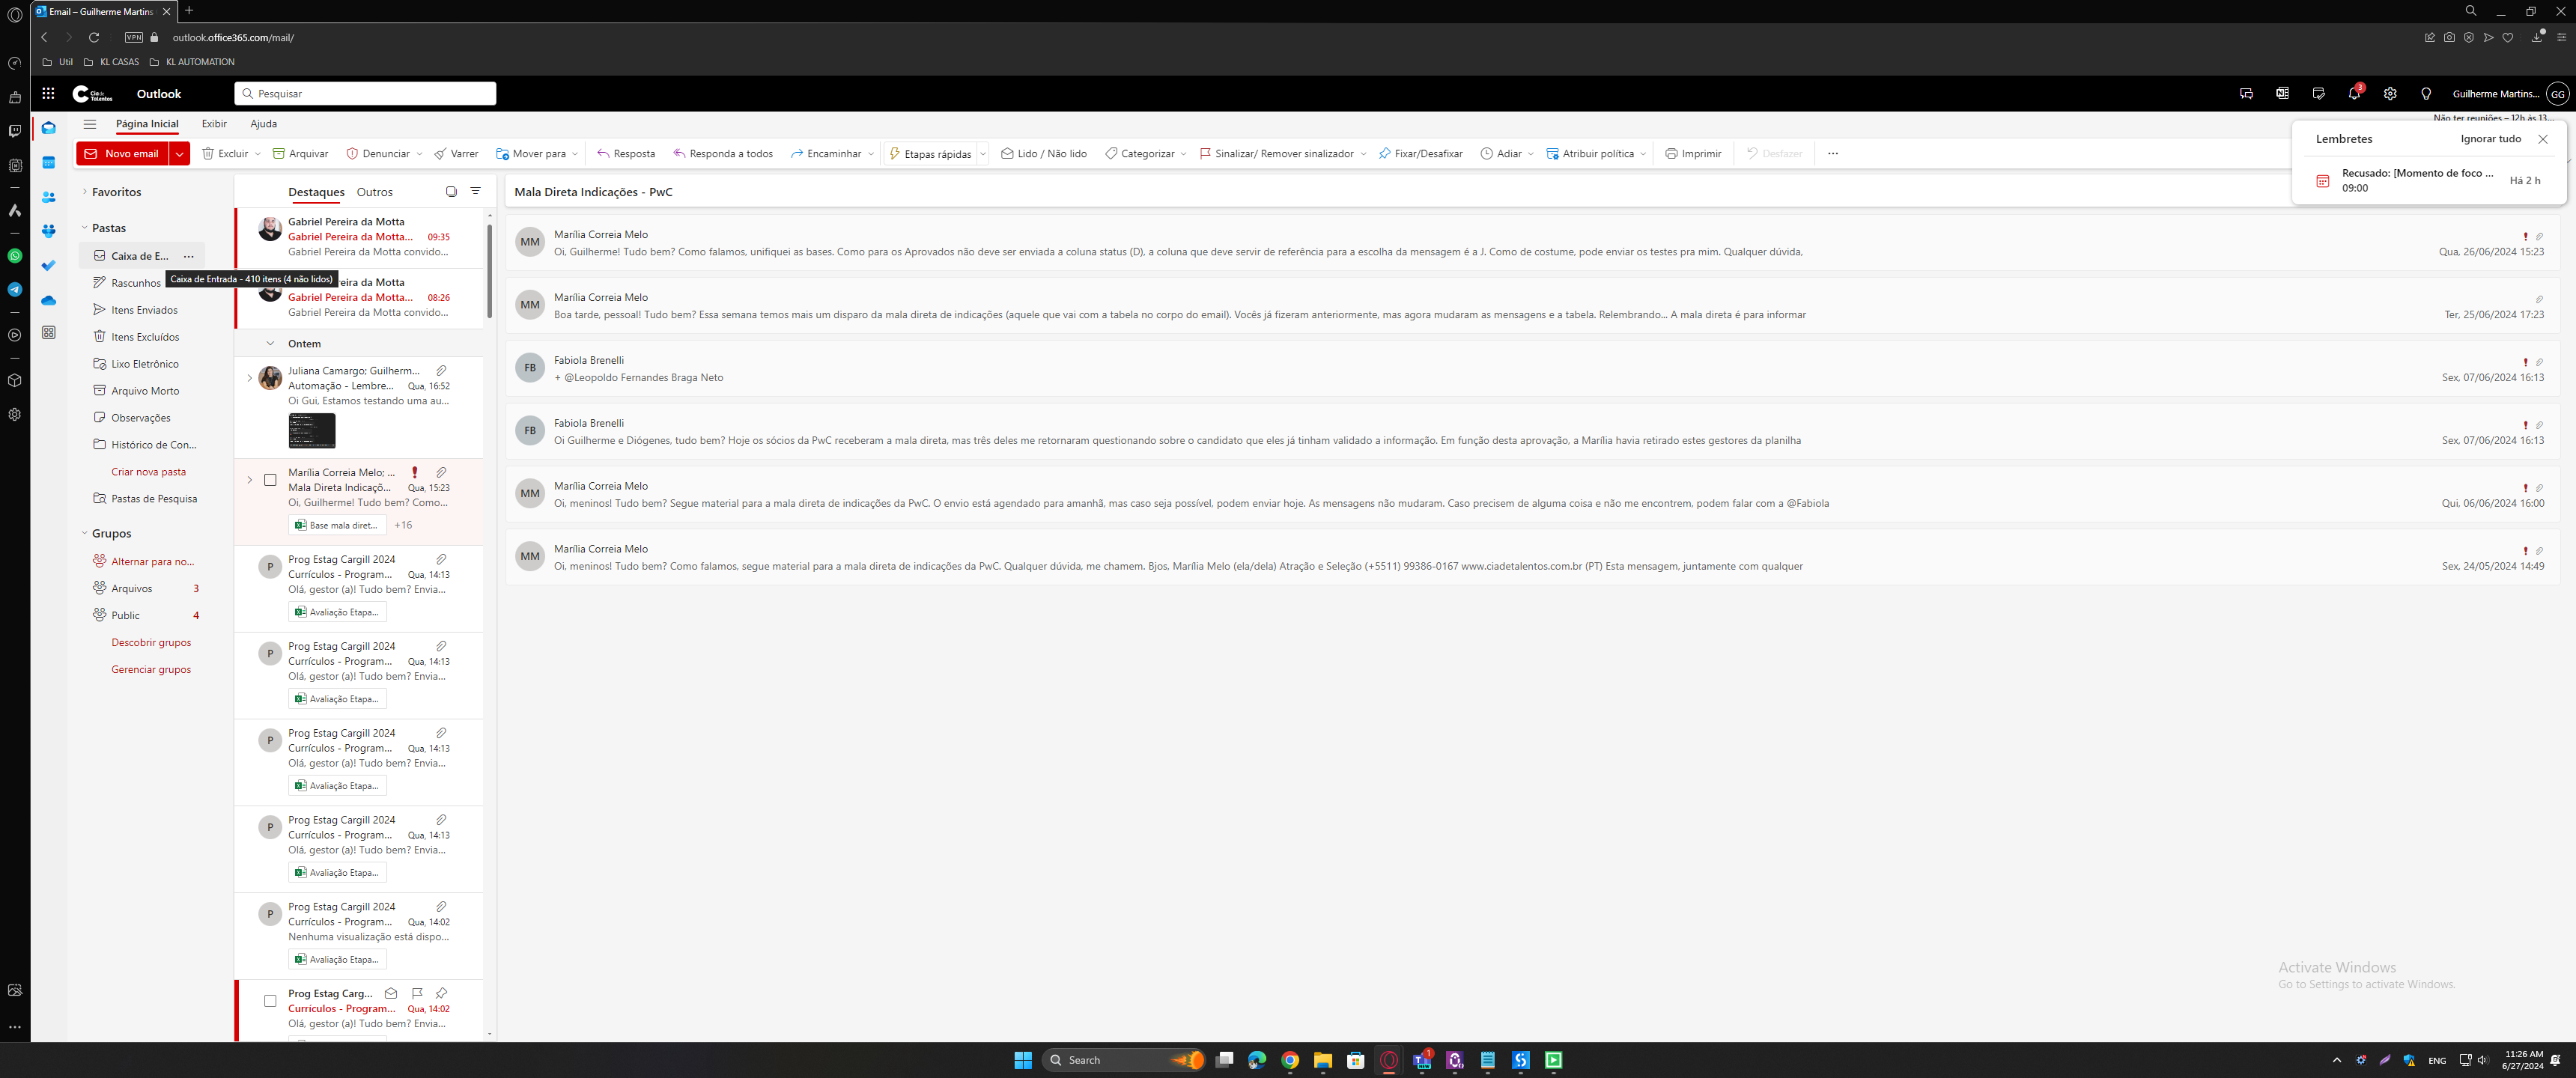 Email – Guilherme Martins
outlook.office365.com/mail/
VPN
Util
KL CASAS
KL AUTOMATION
Cia de Talentos
Outlook
Pesquisar
3
Guilherme Martins...
GG
Página Inicial
Exibir
Ajuda
Não ter reuniões – 12h às 13...
Novo email
Excluir
Arquivar
Denunciar
Varrer
Mover para
Resposta
Responda a todos
Encaminhar
Etapas rápidas
Lido / Não lido
Categorizar
Sinalizar/ Remover sinalizador
Fixar/Desafixar
Adiar
Atribuir política
Imprimir
Desfazer
Lembretes
Ignorar tudo
Recusado: [Momento de foco ...
09:00
Há 2 h
Favoritos
Pastas
Caixa de E...
Caixa de Entrada - 410 itens (4 não lidos)
Rascunhos
Itens Enviados
Itens Excluídos
Lixo Eletrônico
Arquivo Morto
Observações
Histórico de Con...
Criar nova pasta
Pastas de Pesquisa
Grupos
Alternar para no...
Arquivos 3
Public 4
Descobrir grupos
Gerenciar grupos
Destaques
Outros
Gabriel Pereira da Motta
Gabriel Pereira da Motta... 09:35
Gabriel Pereira da Motta convido...
reira da Motta
Gabriel Pereira da Motta... 08:26
Gabriel Pereira da Motta convido...
Ontem
Juliana Camargo; Guilherm...
Automação - Lembre... Qua, 16:52
Oi Gui, Estamos testando uma au...
Marília Correia Melo; ...
Mala Direta Indicaçõ... Qua, 15:23
Oi, Guilherme! Tudo bem? Como...
Base mala diret... +16
Prog Estag Cargill 2024
Currículos - Program... Qua, 14:13
Olá, gestor (a)! Tudo bem? Envia...
Avaliação Etapa...
P
Prog Estag Cargill 2024
Currículos - Program... Qua, 14:13
Olá, gestor (a)! Tudo bem? Envia...
Avaliação Etapa...
P
Prog Estag Cargill 2024
Currículos - Program... Qua, 14:13
Olá, gestor (a)! Tudo bem? Envia...
Avaliação Etapa...
P
Prog Estag Cargill 2024
Currículos - Program... Qua, 14:13
Olá, gestor (a)! Tudo bem? Envia...
Avaliação Etapa...
P
Prog Estag Cargill 2024
Currículos - Program... Qua, 14:02
Nenhuma visualização está dispo...
Avaliação Etapa...
P
Prog Estag Carg...
Currículos - Program... Qua, 14:02
Olá, gestor (a)! Tudo bem? Envia...
Mala Direta Indicações - PwC
MM
Marília Correia Melo
Oi, Guilherme! Tudo bem? Como falamos, unifiquei as bases. Como para os Aprovados não deve ser enviada a coluna status (D), a coluna que deve servir de referência para a escolha da mensagem é a J. Como de costume, pode enviar os testes pra mim. Qualquer dúvida,
Qua, 26/06/2024 15:23
MM
Marília Correia Melo
Boa tarde, pessoal! Tudo bem? Essa semana temos mais um disparo da mala direta de indicações (aquele que vai com a tabela no corpo do email). Vocês já fizeram anteriormente, mas agora mudaram as mensagens e a tabela. Relembrando... A mala direta é para informar
Ter, 25/06/2024 17:23
FB
Fabiola Brenelli
+ @Leopoldo Fernandes Braga Neto
Sex, 07/06/2024 16:13
FB
Fabiola Brenelli
Oi Guilherme e Diógenes, tudo bem? Hoje os sócios da PwC receberam a mala direta, mas três deles me retornaram questionando sobre o candidato que eles já tinham validado a informação. Em função desta aprovação, a Marília havia retirado estes gestores da planilha
Sex, 07/06/2024 16:13
MM
Marília Correia Melo
Oi, meninos! Tudo bem? Segue material para a mala direta de indicações da PwC. O envio está agendado para amanhã, mas caso seja possível, podem enviar hoje. As mensagens não mudaram. Caso precisem de alguma coisa e não me encontrem, podem falar com a @Fabiola
Qui, 06/06/2024 16:00
MM
Marília Correia Melo
Oi, meninos! Tudo bem? Como falamos, segue material para a mala direta de indicações da PwC. Qualquer dúvida, me chamem. Bjos, Marília Melo (ela/dela) Atração e Seleção (+5511) 99386-0167 www.ciadetalentos.com.br (PT) Esta mensagem, juntamente com qualquer
Sex, 24/05/2024 14:49
Activate Windows
Go to Settings to activate Windows.
Search
1
ENG
11:26 AM
6/27/2024